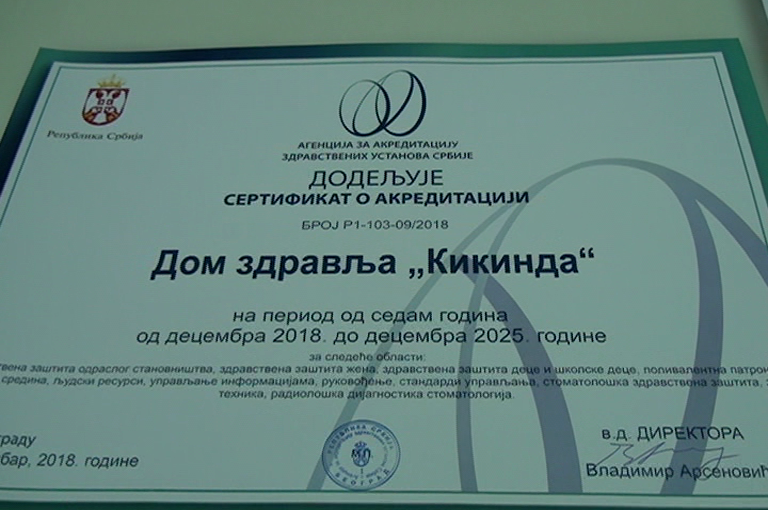 Република Србија
АГЕНЦИЈА ЗА АКРЕДИТАЦИЈУ
ЗДРАВСТВЕНИХ УСТАНОВА СРБИЈЕ
ДОДЕЉУЈЕ
СЕРТИФИКАТ О АКРЕДИТАЦИЈИ
БРОЈ Р1-103-09/2018
Дом здравља „Кикинда“
на период од седам година
од децембра 2018. до децембра 2025. године
за следеће области:
заштита одраслог становништва, здравствена заштита жена, здравствена заштита деце и школске деце, поливалентна
средина, људски ресурси, управљање информацијама, руковођење, стандарди управљања, стоматолошка здравствена заштита,
техника, радиолошка дијагностика стоматологија.
в.д. ДИРЕКТОРА
2018. године
Владимир Арсеновић